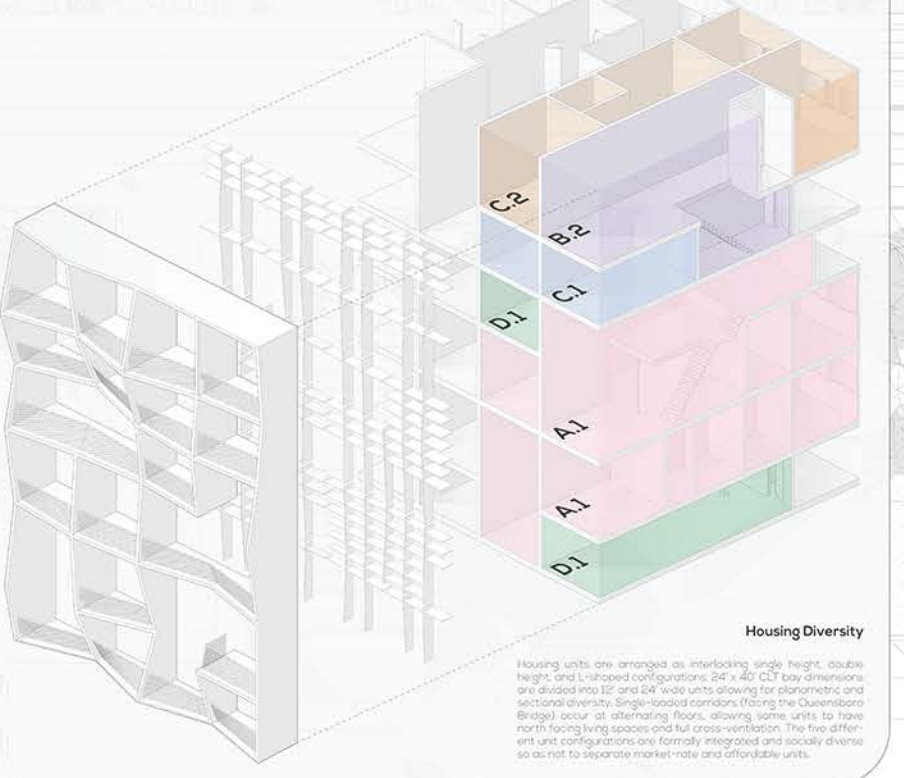 C.2
B.2
C.1
D.1
A.1
A.1
D.1
Housing Diversity
Housing units are arranged as interlocking single height, double
height, and L-shaped configurations. 24' x 40' CLT bay dimensions
are divided into 12' and 24' wide units allowing for planometric and
sectional diversity. Single-loaded corridors (facing the Queensboro
Bridge) occur at alternating floors, allowing some units to have
north facing living spaces and full cross-ventilation. The five differ-
ent unit configurations are formally integrated and socially diverse
so as not to separate market-rate and affordable units.